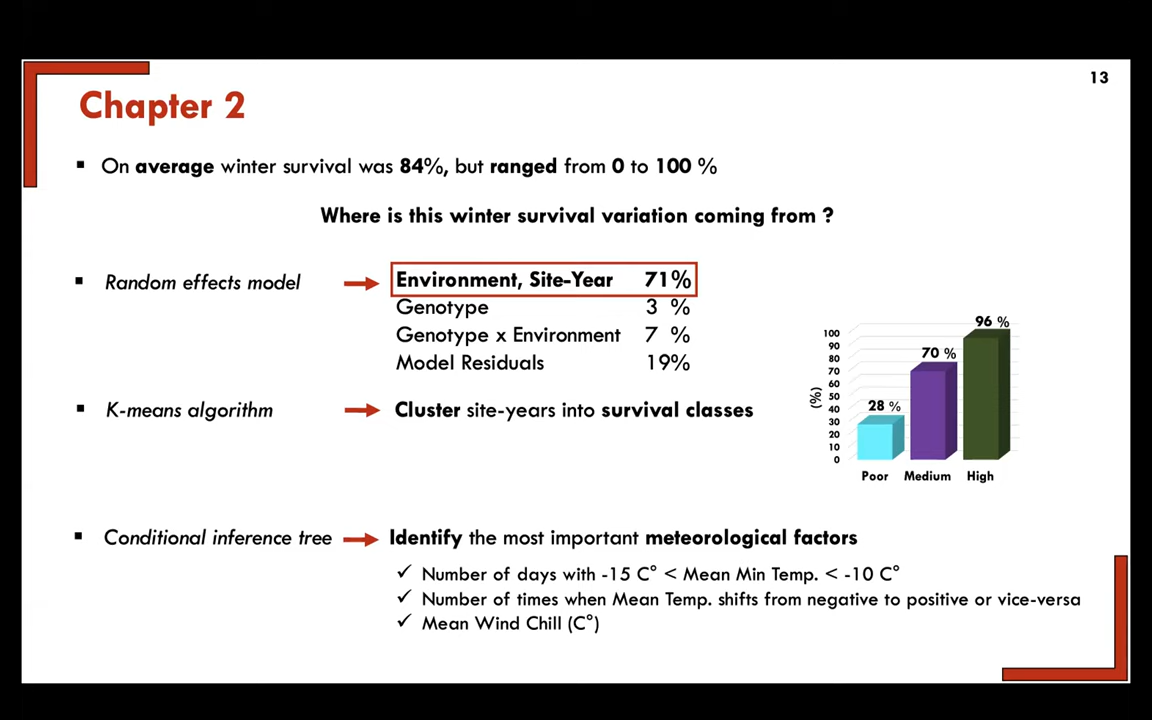 13
Chapter 2
▪ On average winter survival was 84%, but ranged from 0 to 100 %
Where is this winter survival variation coming from ?
▪ Random effects model
Environment, Site-Year 71%
Genotype 3 %
Genotype x Environment 7 %
Model Residuals 19%
▪ K-means algorithm
Cluster site-years into survival classes
(%)
100
90
80
70
60
50
40
30
20
10
0
28 %
70 %
96 %
Poor Medium High
▪ Conditional inference tree
Identify the most important meteorological factors
✓ Number of days with -15 C° < Mean Min Temp. < -10 C°
✓ Number of times when Mean Temp. shifts from negative to positive or vice-versa
✓ Mean Wind Chill (C°)